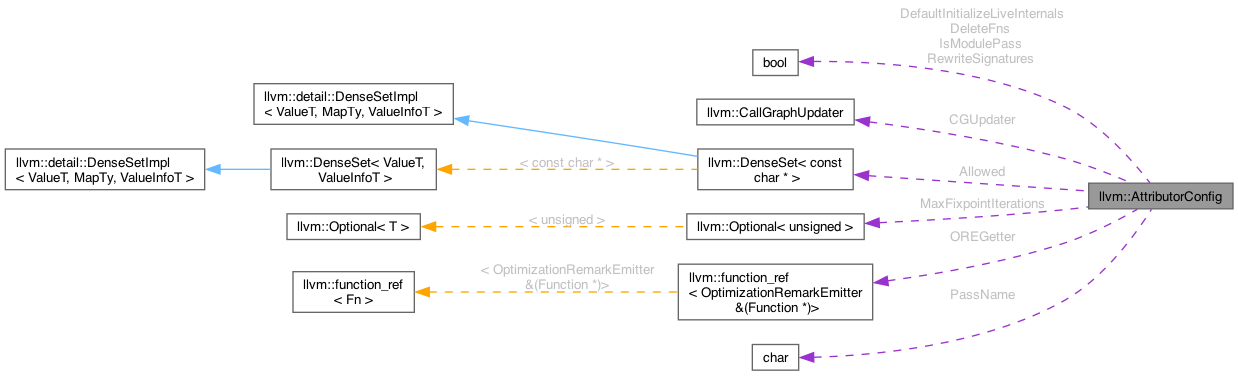 DefaultInitializeLiveInternals
DeleteFns
IsModulePass
RewriteSignatures
bool
llvm::detail::DenseSetImpl
< ValueT, MapTy, ValueInfoT >
llvm::CallGraphUpdater
CGUpdater
llvm::detail::DenseSetImpl
< ValueT, MapTy, ValueInfoT >
llvm::DenseSet< ValueT,
ValueInfoT >
< const char * >
llvm::DenseSet< const
char * >
Allowed
llvm::AttributorConfig
MaxFixpointIterations
llvm::Optional< T >
< unsigned >
llvm::Optional< unsigned >
OREGetter
llvm::function_ref
< Fn >
< OptimizationRemarkEmitter
&(Function *)>
llvm::function_ref
< OptimizationRemarkEmitter
&(Function *)>
PassName
char